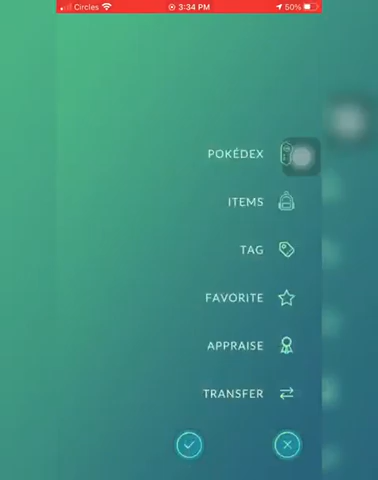 Circles 3:34 PM 50%
POKÉDEX
ITEMS
TAG
FAVORITE
APPRAISE
TRANSFER